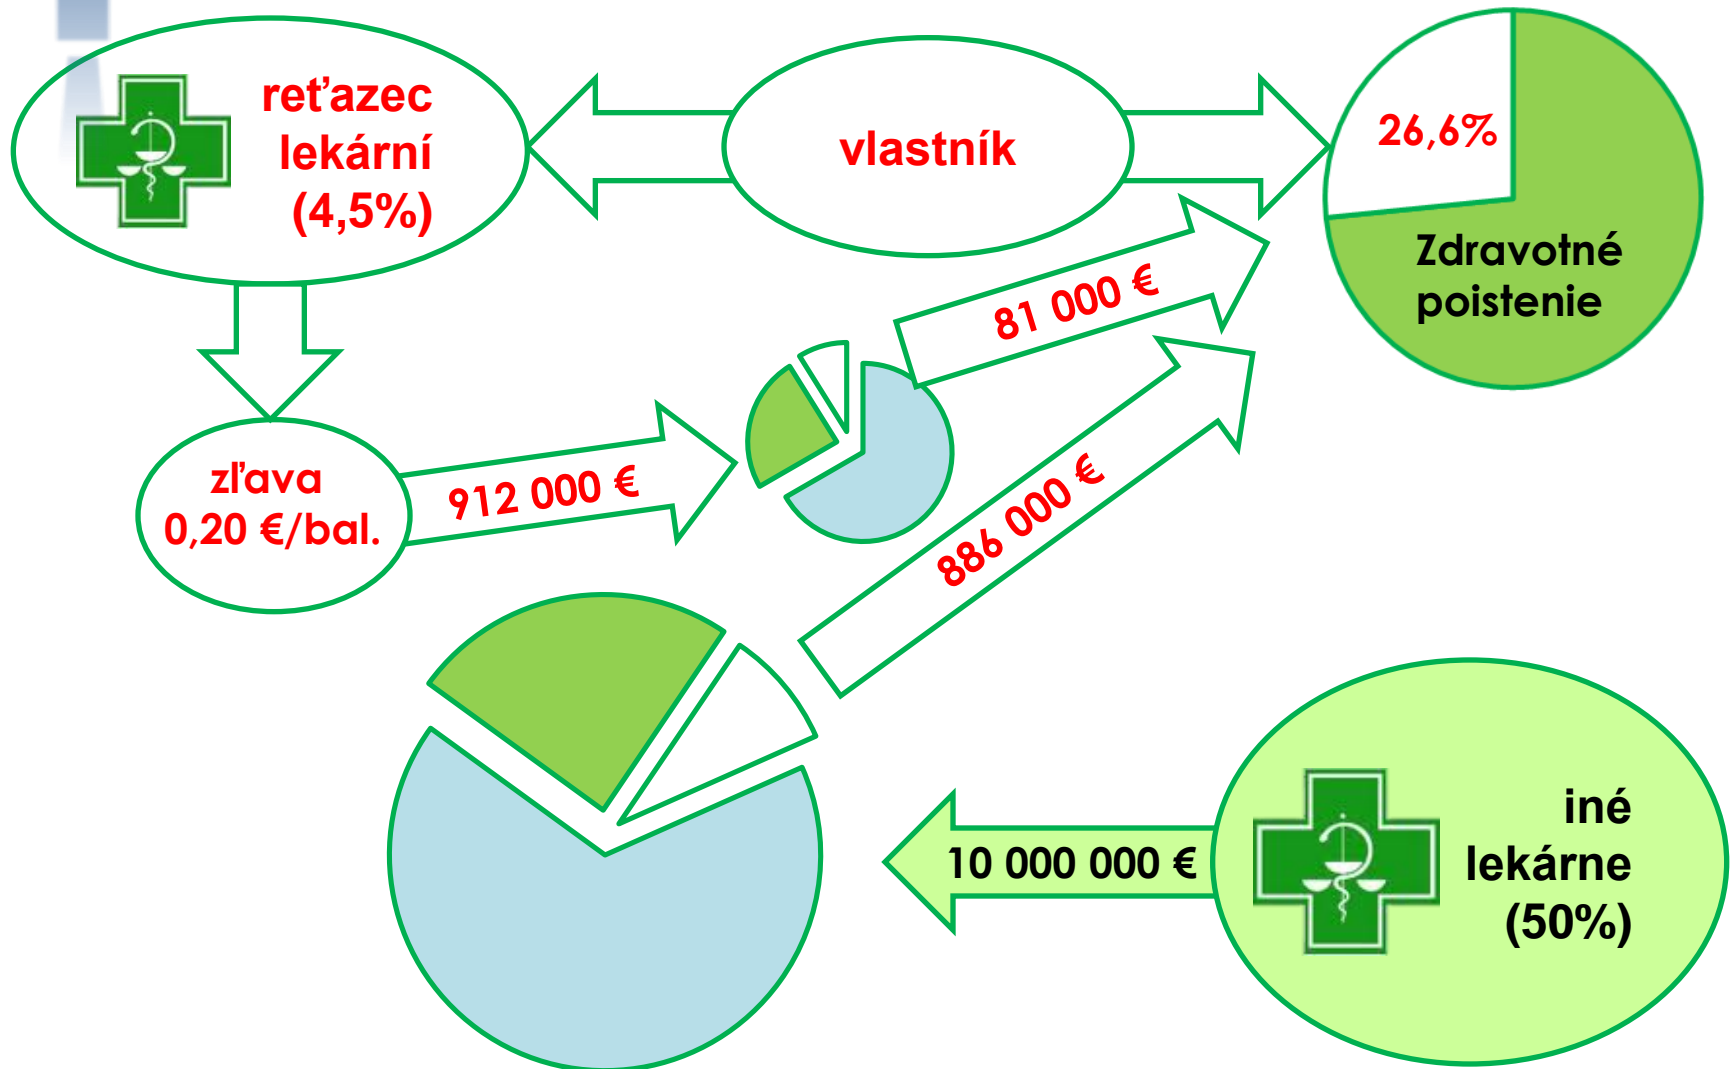 reťazec
lekární
(4,5%)
vlastník
26,6%
Zdravotné
poistenie
81 000 €
zľava
0,20 €/bal.
912 000 €
886 000 €
10 000 000 €
iné
lekárne
(50%)